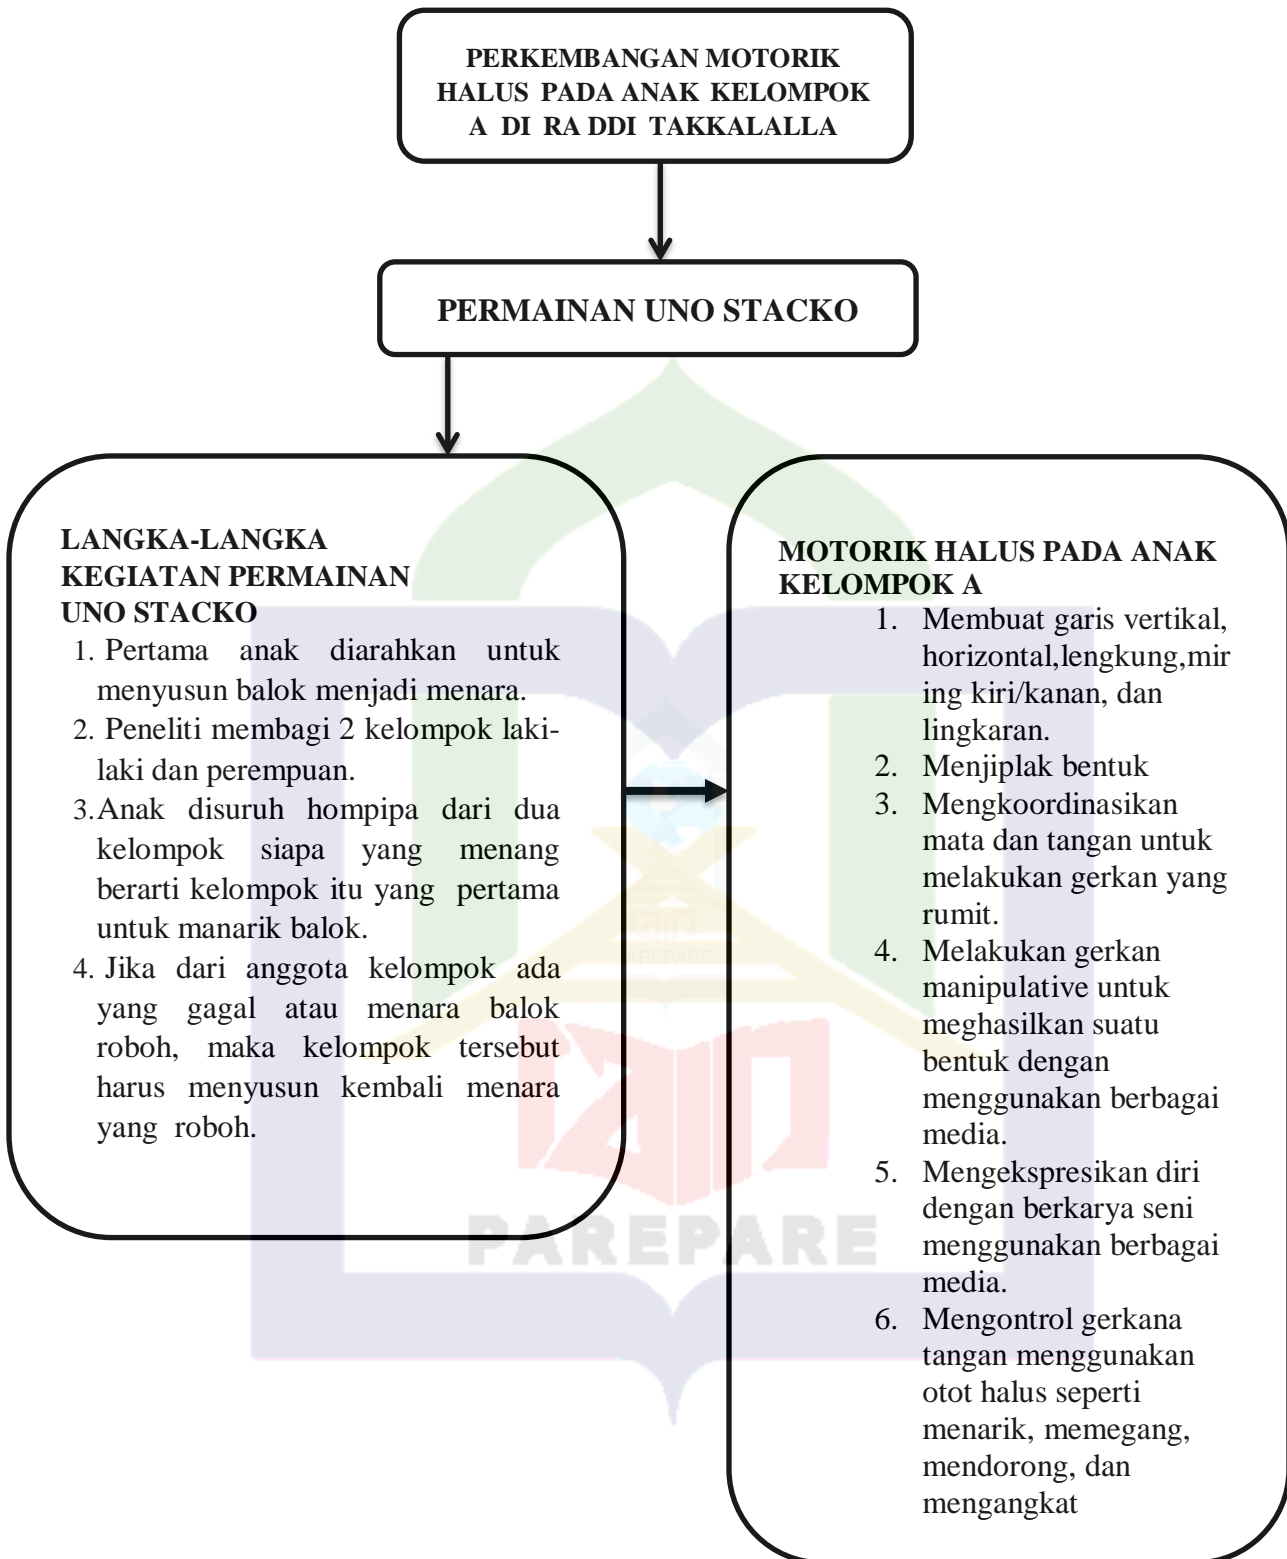 PERKEMBANGAN MOTORIK
HALUS PADA ANAK KELOMPOK
A DI RA DDI TAKKALALLA
PERMAINAN UNO STACKO
LANGKA-LANGKA
KEGIATAN PERMAINAN
UNO STACKO
1. Pertama anak diarahkan untuk
menyusun balok menjadi menara.
2. Peneliti membagi 2 kelompok laki-
laki dan perempuan.
3.Anak disuruh hompipa dari dua
kelompok siapa yang menang
berarti kelompok itu yang pertama
untuk manarik balok.
4. Jika dari anggota kelompok ada
yang gagal atau menara balok
roboh, maka kelompok tersebut
harus menyusun kembali menara
yang roboh.
MOTORIK HALUS PADA ANAK
KELOMPOK A
1. Membuat garis vertikal,
horizontal,lengkung,mir
ing kiri/kanan, dan
lingkaran.
2. Menjiplak bentuk
3. Mengkoordinasikan
mata dan tangan untuk
melakukan gerkan yang
rumit.
4. Melakukan gerkan
manipulative untuk
meghasilkan suatu
bentuk dengan
menggunakan berbagai
media.
5. Mengekspresikan diri
dengan berkarya seni
menggunakan berbagai
media.
6. Mengontrol gerkana
tangan menggunakan
otot halus seperti
menarik, memegang,
mendorong, dan
mengangkat
IAIN
PAREPARE
PAREPARE